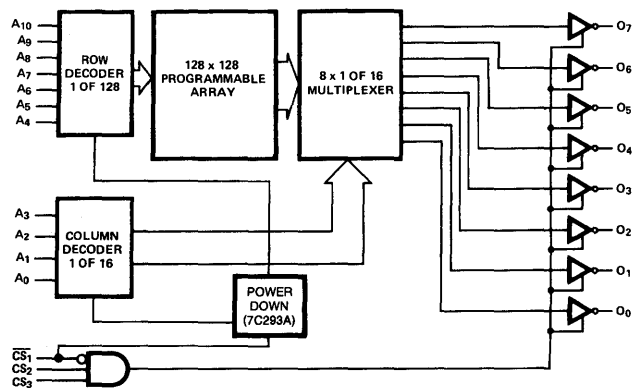 A10
A9
A8
A7
A6
A5
A4
ROW
DECODER
1 OF 128
128 x 128
PROGRAMMABLE
ARRAY
8 x 1 OF 16
MULTIPLEXER
O7
O6
O5
O4
O3
O2
O1
O0
A3
A2
A1
A0
COLUMN
DECODER
1 OF 16
POWER
DOWN
(7C293A)
C̅S̅1
CS2
CS3